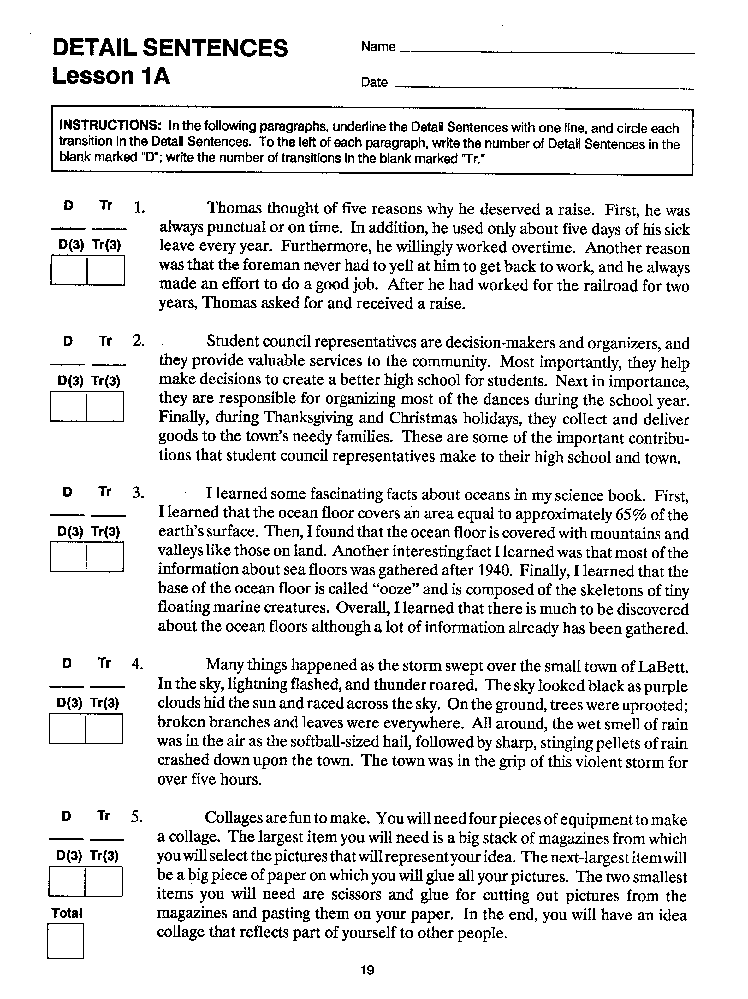 DETAIL SENTENCES
Lesson 1A
Name
Date
INSTRUCTIONS: In the following paragraphs, underline the Detail Sentences with one line, and circle each
transition in the Detail Sentences. To the left of each paragraph, write the number of Detail Sentences in the
blank marked "D"; write the number of transitions in the blank marked "Tr."
D Tr 1.
D(3) Tr(3)
Thomas thought of five reasons why he deserved a raise. First, he was
always punctual or on time. In addition, he used only about five days of his sick
leave every year. Furthermore, he willingly worked overtime. Another reason
was that the foreman never had to yell at him to get back to work, and he always
made an effort to do a good job. After he had worked for the railroad for two
years, Thomas asked for and received a raise.
D Tr 2.
D(3) Tr(3)
Student council representatives are decision-makers and organizers, and
they provide valuable services to the community. Most importantly, they help
make decisions to create a better high school for students. Next in importance,
they are responsible for organizing most of the dances during the school year.
Finally, during Thanksgiving and Christmas holidays, they collect and deliver
goods to the town's needy families. These are some of the important contribu-
tions that student council representatives make to their high school and town.
D Tr 3.
D(3) Tr(3)
I learned some fascinating facts about oceans in my science book. First,
I learned that the ocean floor covers an area equal to approximately 65% of the
earth's surface. Then, I found that the ocean floor is covered with mountains and
valleys like those on land. Another interesting fact I learned was that most of the
information about sea floors was gathered after 1940. Finally, I learned that the
base of the ocean floor is called “ooze” and is composed of the skeletons of tiny
floating marine creatures. Overall, I learned that there is much to be discovered
about the ocean floors although a lot of information already has been gathered.
D Tr 4.
D(3) Tr(3)
Many things happened as the storm swept over the small town of LaBett.
In the sky, lightning flashed, and thunder roared. The sky looked black as purple
clouds hid the sun and raced across the sky. On the ground, trees were uprooted;
broken branches and leaves were everywhere. All around, the wet smell of rain
was in the air as the softball-sized hail, followed by sharp, stinging pellets of rain
crashed down upon the town. The town was in the grip of this violent storm for
over five hours.
D Tr 5.
D(3) Tr(3)
Total
Collages are fun to make. You will need four pieces of equipment to make
a collage. The largest item you will need is a big stack of magazines from which
you will select the pictures that will represent your idea. The next-largest item will
be a big piece of paper on which you will glue all your pictures. The two smallest
items you will need are scissors and glue for cutting out pictures from the
magazines and pasting them on your paper. In the end, you will have an idea
collage that reflects part of yourself to other people.
19